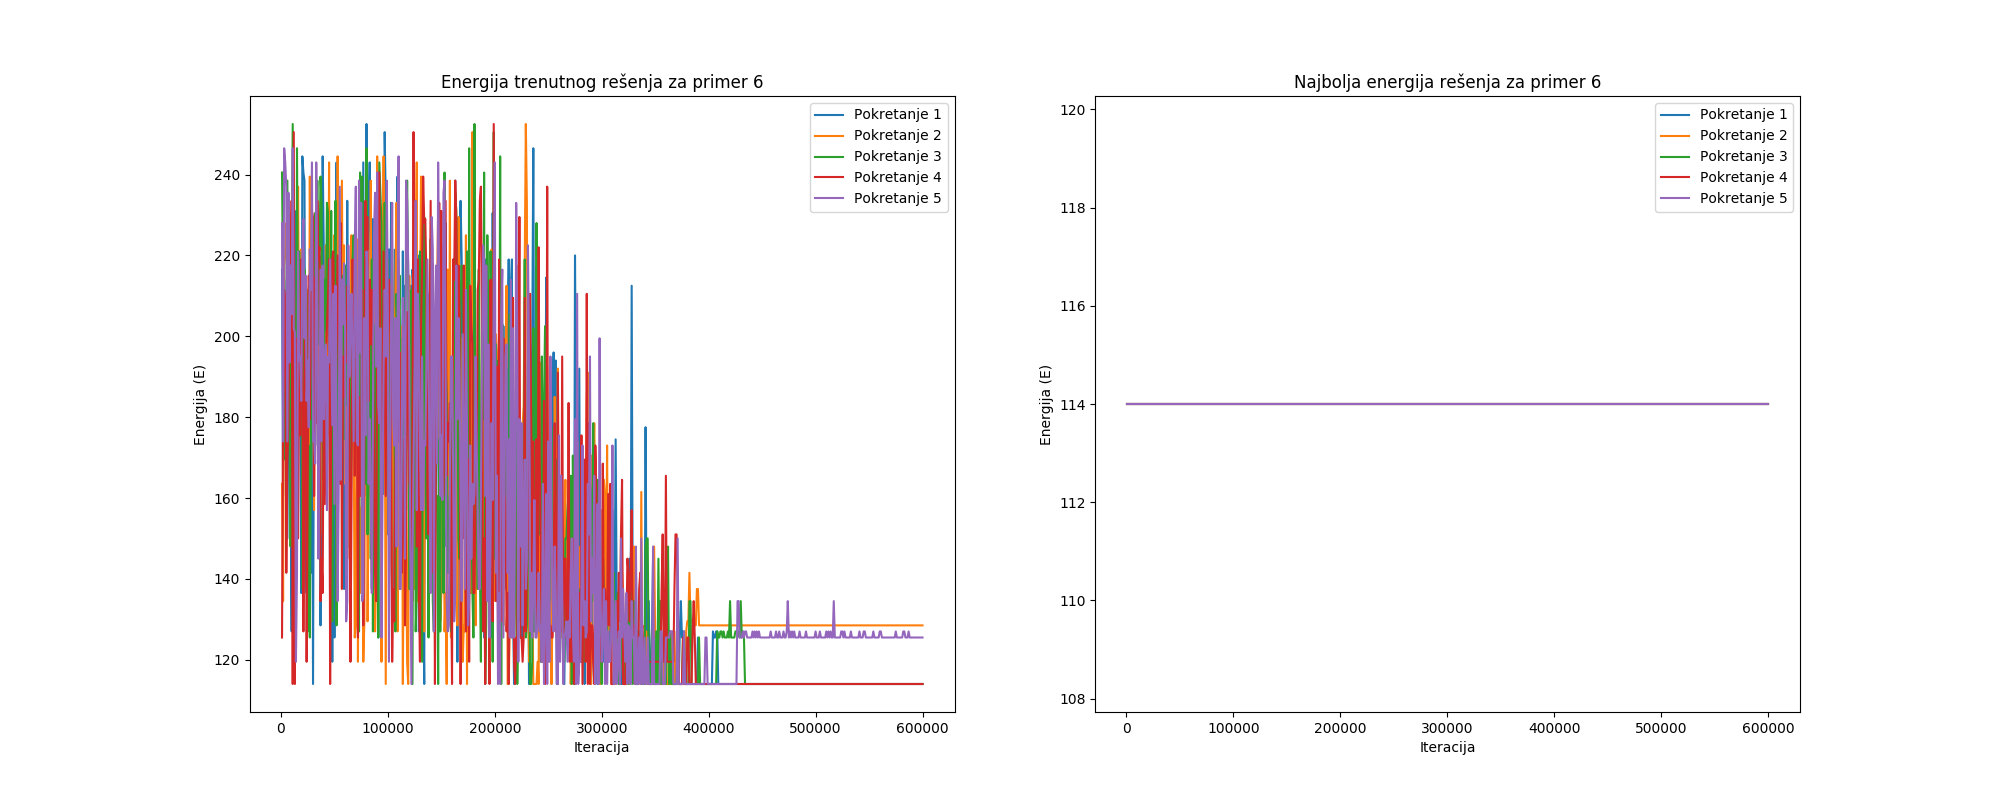 Energija trenutnog rešenja za primer 6
Pokretanje 1
Pokretanje 2
Pokretanje 3
Pokretanje 4
Pokretanje 5
240
220
200
180
160
140
120
Energija (E)
0
100000
200000
300000
400000
500000
600000
Iteracija
Najbolja energija rešenja za primer 6
Pokretanje 1
Pokretanje 2
Pokretanje 3
Pokretanje 4
Pokretanje 5
120
118
116
114
112
110
108
Energija (E)
0
100000
200000
300000
400000
500000
600000
Iteracija